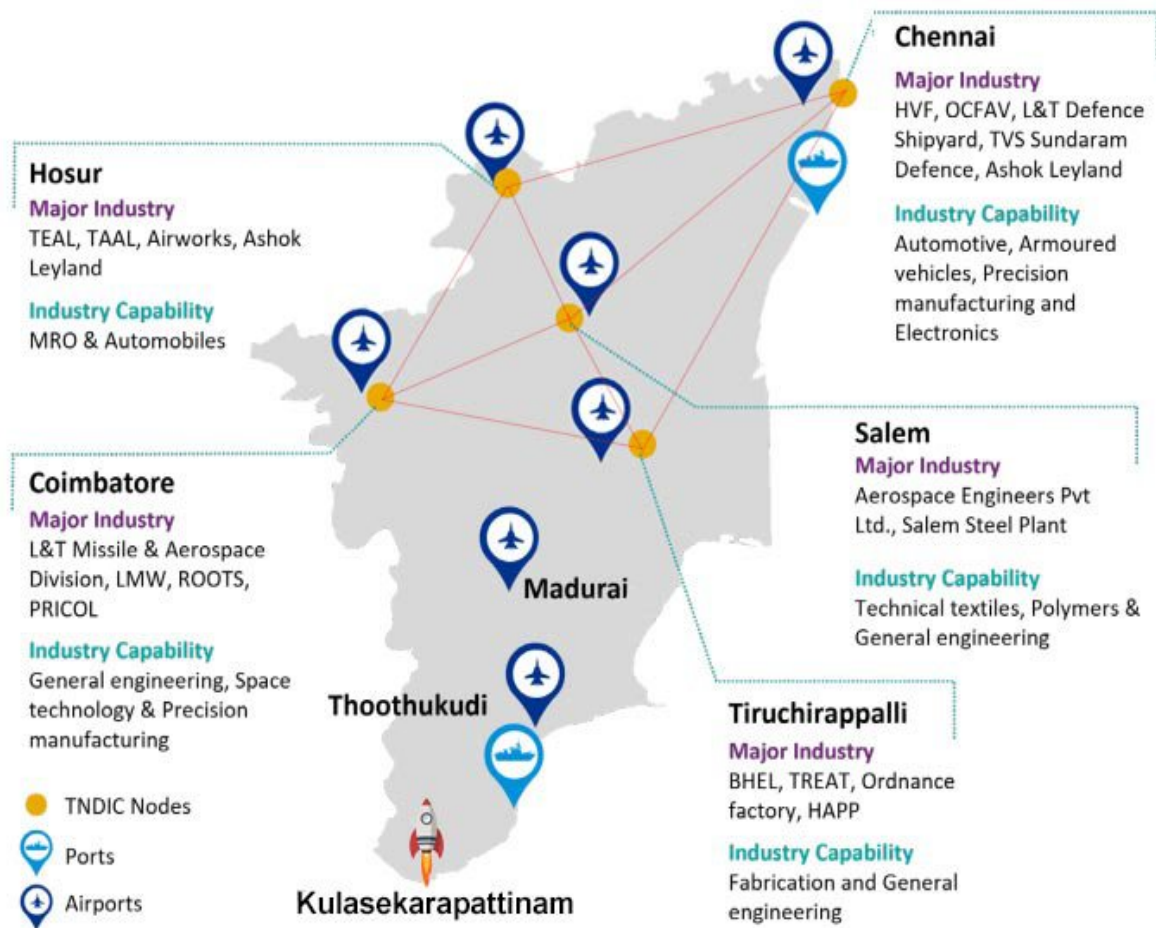 Chennai
Major Industry
HVF, OCFAV, L&T Defence
Shipyard, TVS Sundaram
Defence, Ashok Leyland
Industry Capability
Automotive, Armoured
vehicles, Precision
manufacturing and
Electronics
Hosur
Major Industry
TEAL, TAAL, Airworks, Ashok
Leyland
Industry Capability
MRO & Automobiles
Coimbatore
Major Industry
L&T Missile & Aerospace
Division, LMW, ROOTS,
PRICOL
Industry Capability
General engineering, Space
technology & Precision
manufacturing
Salem
Major Industry
Aerospace Engineers Pvt
Ltd., Salem Steel Plant
Industry Capability
Technical textiles, Polymers &
General engineering
Madurai
Thoothukudi
Tiruchirappalli
Major Industry
BHEL, TREAT, Ordnance
factory, HAPP
Industry Capability
Fabrication and General
engineering
TNDIC Nodes
Ports
Airports
Kulasekarapattinam